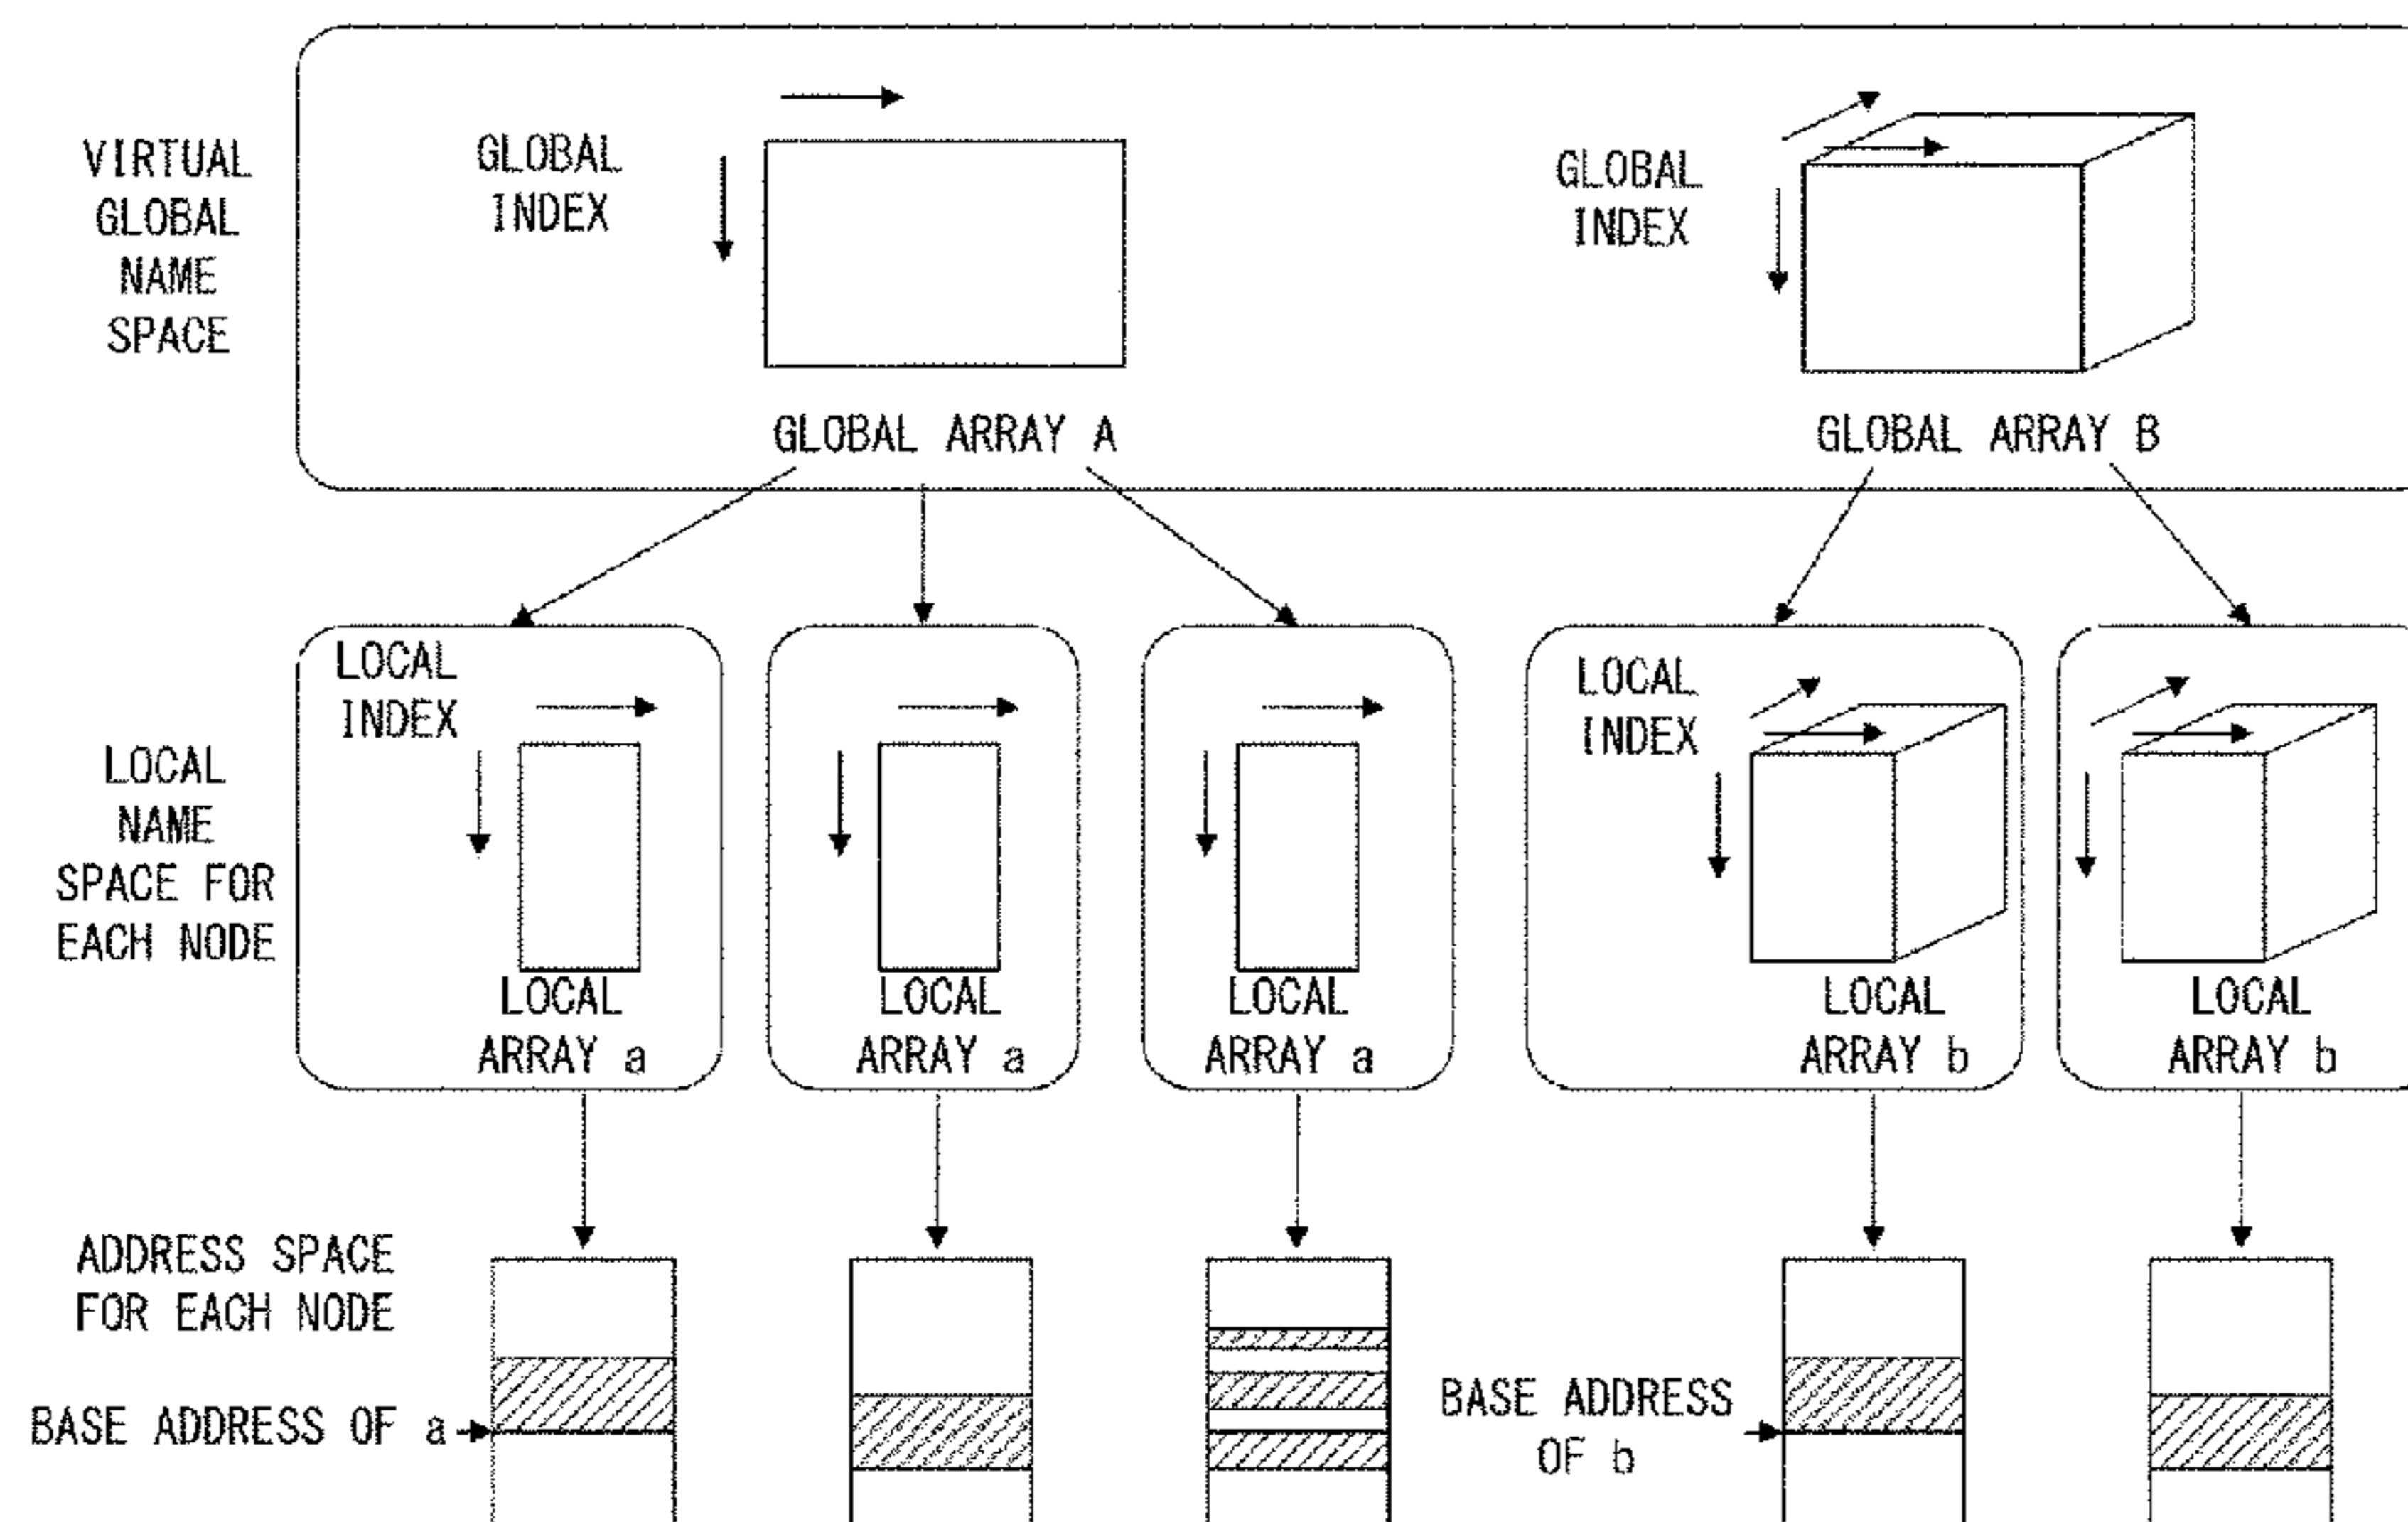 VIRTUAL
GLOBAL
NAME
SPACE
GLOBAL
INDEX
GLOBAL ARRAY A
GLOBAL
INDEX
GLOBAL ARRAY B
LOCAL
NAME
SPACE FOR
EACH NODE
LOCAL
INDEX
LOCAL
ARRAY a
LOCAL
ARRAY a
LOCAL
ARRAY a
LOCAL
INDEX
LOCAL
ARRAY b
LOCAL
ARRAY b
ADDRESS SPACE
FOR EACH NODE
BASE ADDRESS OF a
BASE ADDRESS
OF b